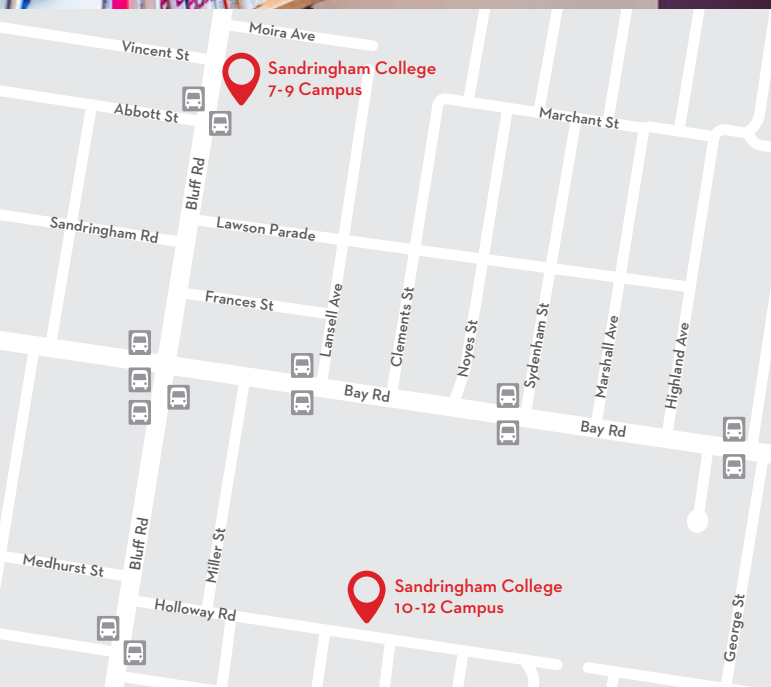 Moira Ave
Vincent St
Sandringham College
7-9 Campus
Abbott St
Marchant St
Bluff Rd
Sandringham Rd
Lawson Parade
Frances St
Lansell Ave
Clements St
Noyes St
Sydenham St
Marshall Ave
Highland Ave
Bay Rd
Bay Rd
Bluff Rd
Miller St
Medhurst St
Sandringham College
10-12 Campus
Holloway Rd
George St